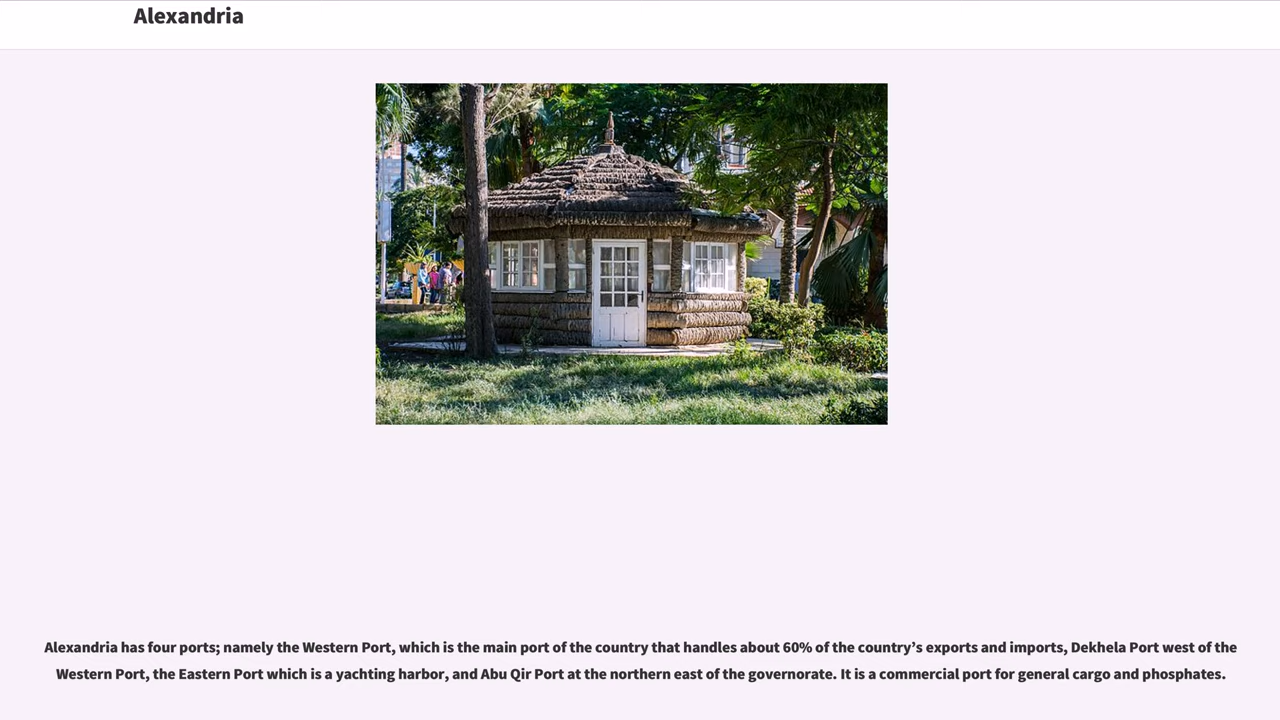 Alexandria
Alexandria has four ports; namely the Western Port, which is the main port of the country that handles about 60% of the country’s exports and imports, Dekhela Port west of the
Western Port, the Eastern Port which is a yachting harbor, and Abu Qir Port at the northern east of the governorate. It is a commercial port for general cargo and phosphates.